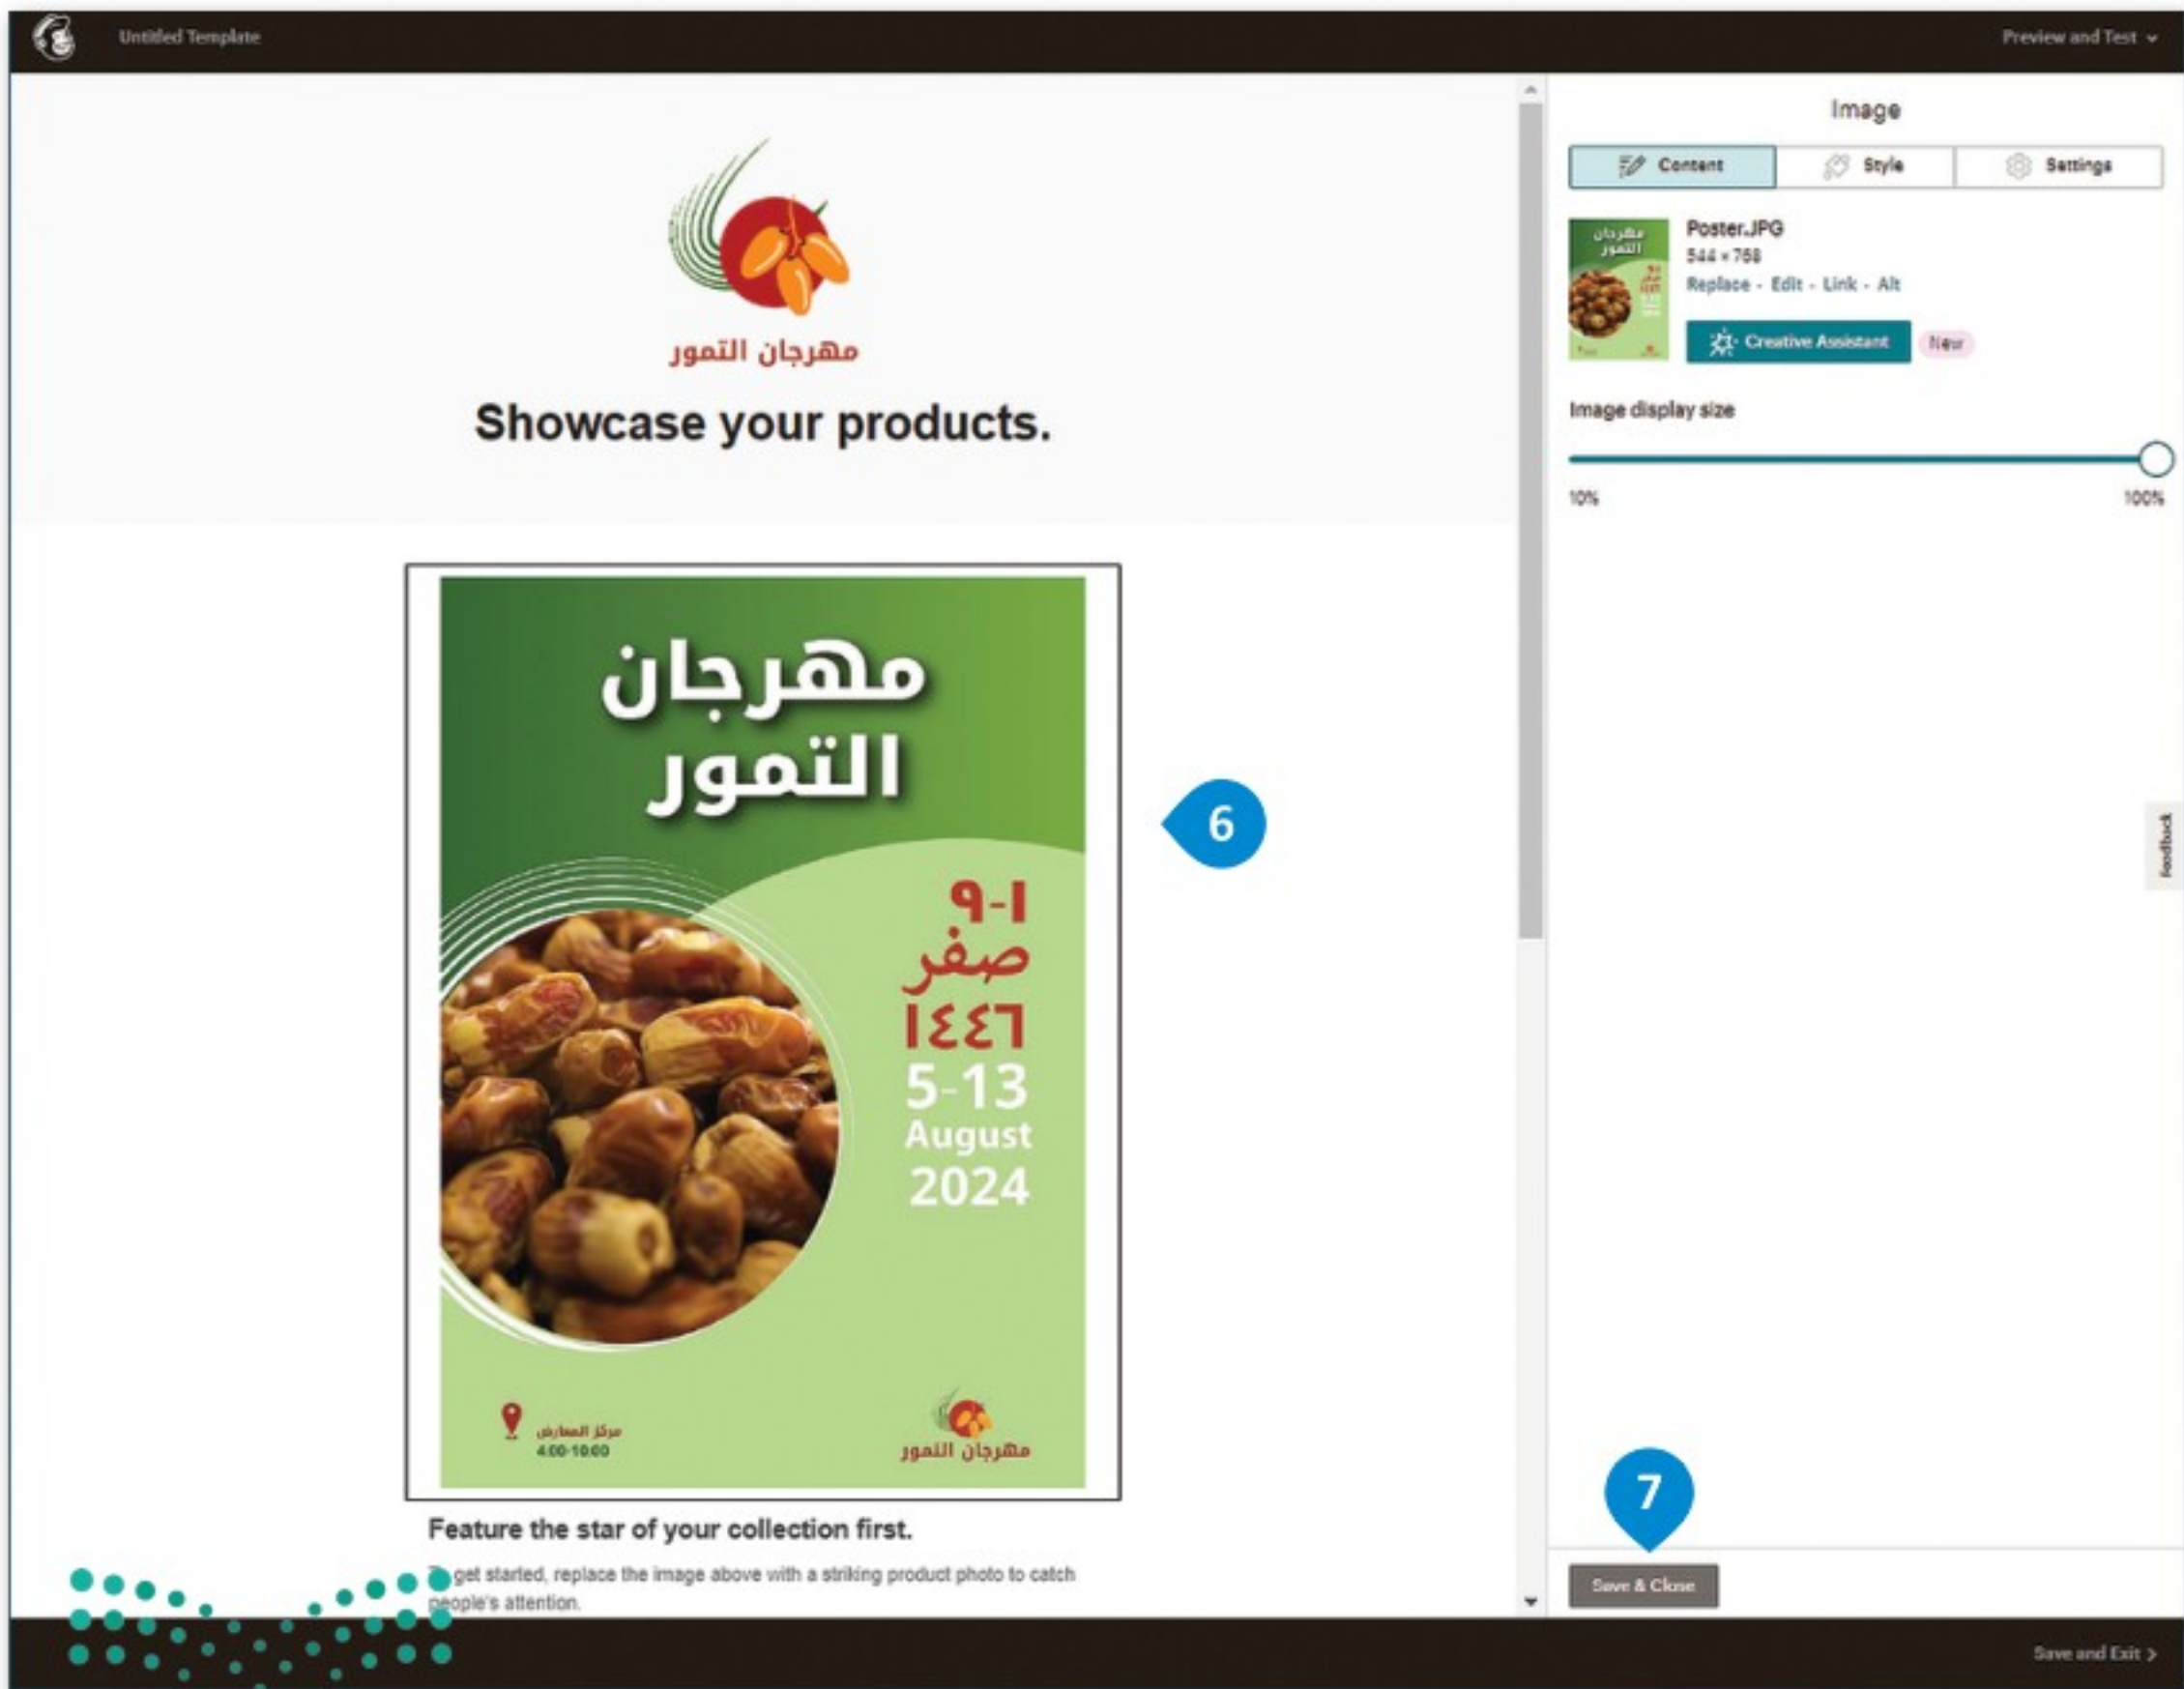 Untitled Template
Preview and Test
مهرجان التمور
Showcase your products.
مهرجان
التمور
١-٩
صفر
١٤٤٦
5-13
August
2024
مركز المعارض
4:00-10:00
مهرجان التمور
6
Feature the star of your collection first.
To get started, replace the image above with a striking product photo to catch
people's attention.
Image
Content
Style
Settings
مهرجان
التمور
Poster.JPG
544 × 768
Replace - Edit - Link - Alt
Creative Assistant
New
Image display size
10%
100%
Feedback
7
Save & Close
Save and Exit